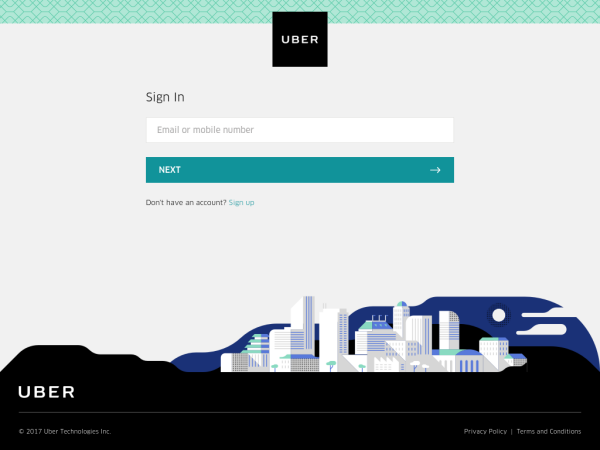 UBER
Sign In
Email or mobile number
NEXT
Don't have an account? Sign up
UBER
© 2017 Uber Technologies Inc.
Privacy Policy | Terms and Conditions